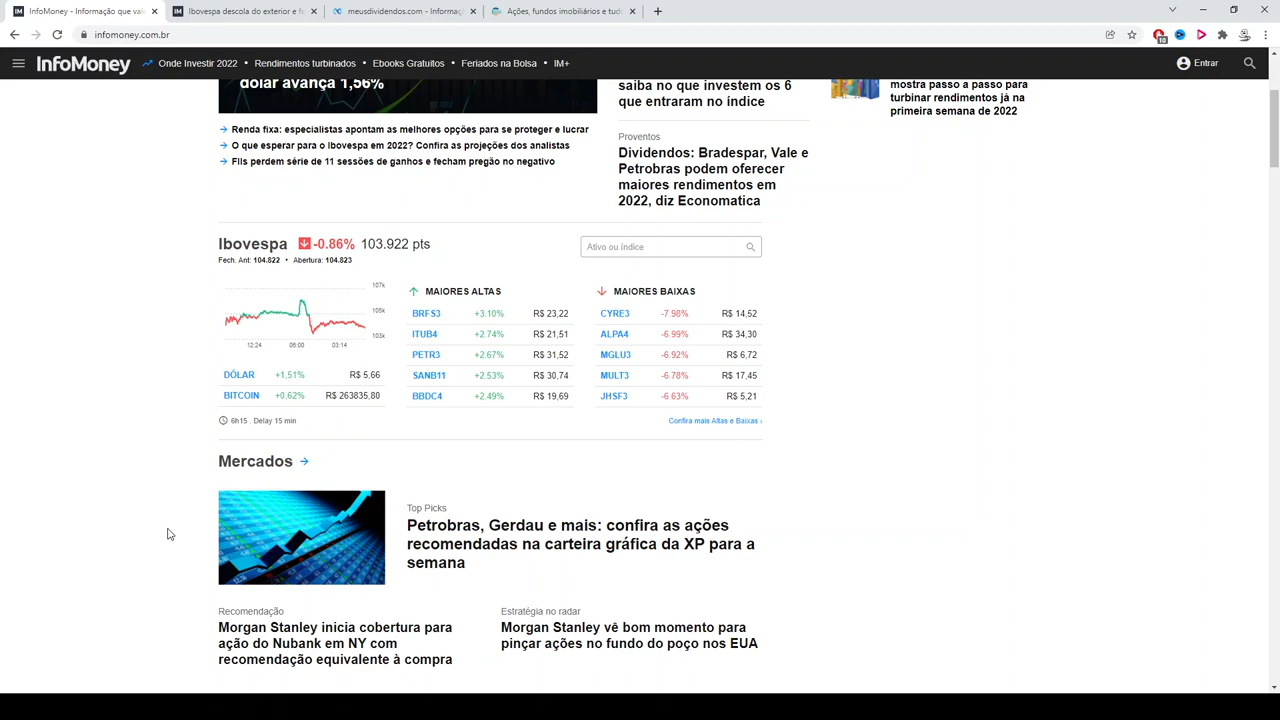 InfoMoney - Informação que val
Ibovespa descola do exterior e fe
meusdividendos.com - Informaç
Ações, fundos imobiliários e tud
infomoney.com.br
10
InfoMoney
Onde Investir 2022 • Rendimentos turbinados • Ebooks Gratuitos • Feriados na Bolsa • IM+
Entrar
dólar avança 1,56%
→ Renda fixa: especialistas apontam as melhores opções para se proteger e lucrar
→ O que esperar para o Ibovespa em 2022? Confira as projeções dos analistas
→ FIIs perdem série de 11 sessões de ganhos e fecham pregão no negativo
saiba no que investem os 6
que entraram no índice
Proventos
Dividendos: Bradespar, Vale e
Petrobras podem oferecer
maiores rendimentos em
2022, diz Economatica
mostra passo a passo para
turbinar rendimentos já na
primeira semana de 2022
Ibovespa -0.86% 103.922 pts
Fech. Ant: 104.822 • Abertura: 104.823
Ativo ou índice
107k
105k
103k
12:24 06:00 03:14
DÓLAR +1,51% R$ 5,66
BITCOIN +0,62% R$ 263835,80
6h15 . Delay 15 min
MAIORES ALTAS
BRFS3 +3.10% R$ 23,22
ITUB4 +2.74% R$ 21,51
PETR3 +2.67% R$ 31,52
SANB11 +2.53% R$ 30,74
BBDC4 +2.49% R$ 19,69
MAIORES BAIXAS
CYRE3 -7.98% R$ 14,52
ALPA4 -6.99% R$ 34,30
MGLU3 -6.92% R$ 6,72
MULT3 -6.78% R$ 17,45
JHSF3 -6.63% R$ 5,21
Confira mais Altas e Baixas ›
Mercados →
Top Picks
Petrobras, Gerdau e mais: confira as ações
recomendadas na carteira gráfica da XP para a
semana
Recomendação
Morgan Stanley inicia cobertura para
ação do Nubank em NY com
recomendação equivalente à compra
Estratégia no radar
Morgan Stanley vê bom momento para
pinçar ações no fundo do poço nos EUA